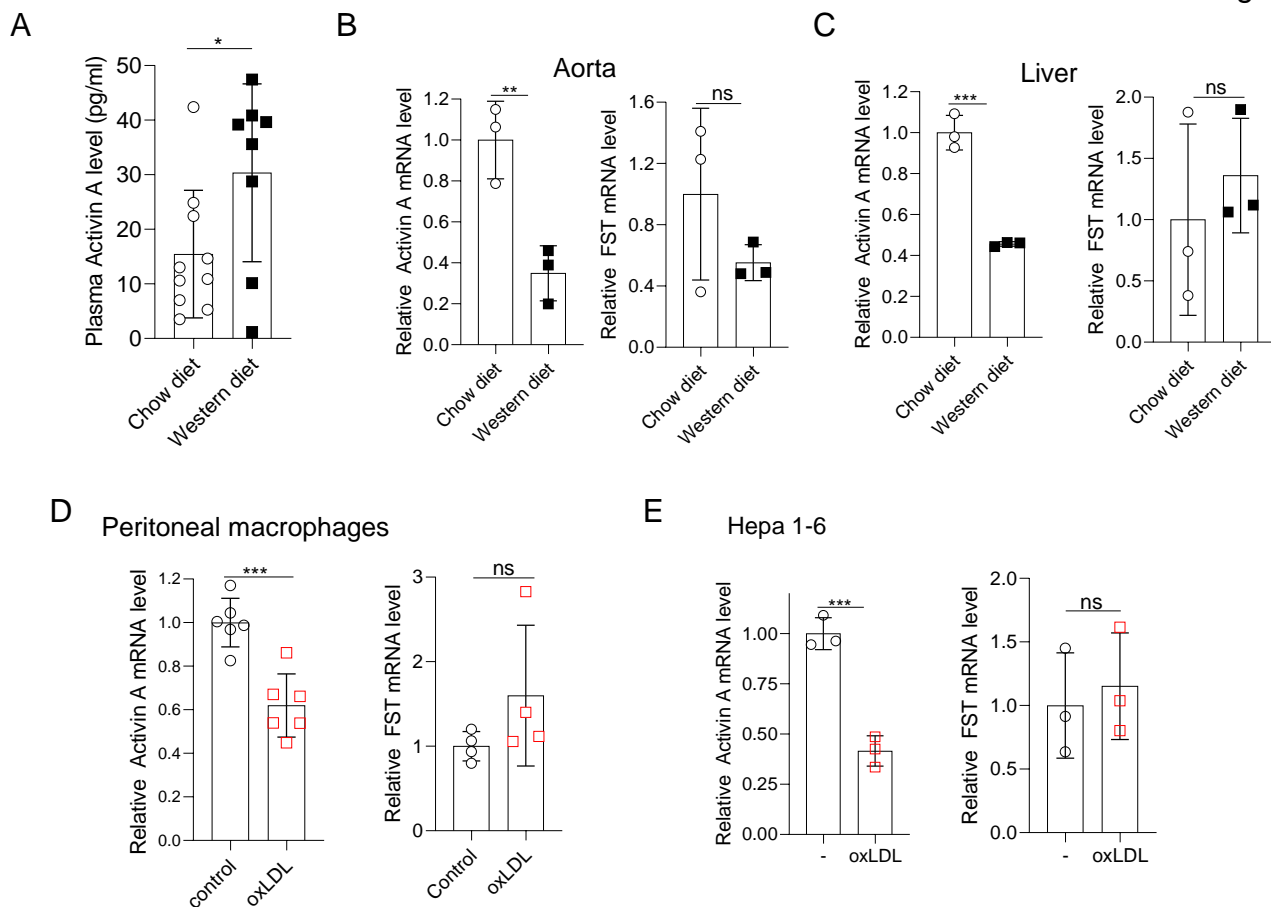 g
A
B
C
Aorta
Liver
*
Plasma Activin A level (pg/ml)
50
40
30
20
10
0
Chow diet
Western diet
**
Relative Activin A mRNA level
1.2
1.0
0.8
0.6
0.4
0.2
0.0
Chow diet
Western diet
ns
Relative FST mRNA level
1.6
1.2
0.8
0.4
0.0
Chow diet
Western diet
***
Relative Activin A mRNA level
1.2
1.0
0.8
0.6
0.4
0.2
0.0
Chow diet
Western diet
ns
Relative FST mRNA level
2.0
1.5
1.0
0.5
0.0
Chow diet
Western diet
D
Peritoneal macrophages
***
Relative Activin A mRNA level
1.2
1.0
0.8
0.6
0.4
0.2
0.0
control
oxLDL
ns
Relative FST mRNA level
3
2
1
0
Control
oxLDL
E
Hepa 1-6
***
Relative Activin A mRNA level
1.00
0.75
0.50
0.25
0.00
- oxLDL
ns
Relative FST mRNA level
2.0
1.5
1.0
0.5
0.0
- oxLDL